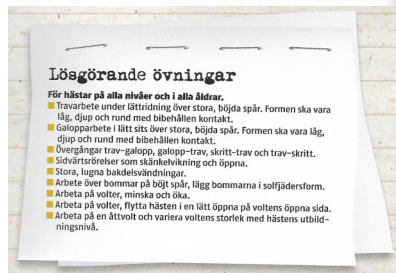 Lösgörande övningar
För hästar på alla nivåer och i alla åldrar.
Travarbete under lättridning över stora, böjda spår. Formen ska vara
låg, djup och rund med bibehållen kontakt.
Galopparbete i lätt sits över stora, böjda spår. Formen ska vara låg,
djup och rund med bibehållen kontakt.
Övergångar trav-galopp, galopp-trav, skritt-trav och trav-skritt.
Sidvärtsrörelser som skänkelvikning och öppna.
Stora, lugna bakdelsvändningar.
Arbete över bommar på böjt spår, lägg bommarna i solfjädersform.
Arbeta på volter, minska och öka.
Arbeta på volter, flytta hästen i en lätt öppna på voltens öppna sida.
Arbeta på en åttvolt och variera voltens storlek med hästens utbild-
ningsnivå.